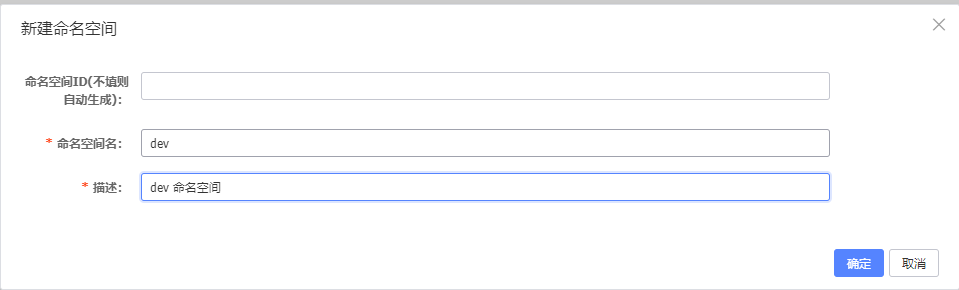 新建命名空间
命名空间ID(不填则
自动生成)：
* 命名空间名：
dev
* 描述：
dev 命名空间
确定
取消